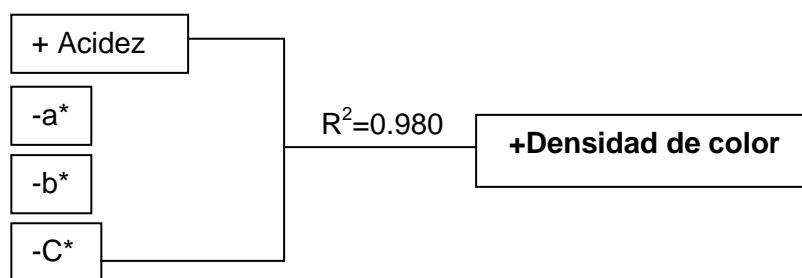 + Acidez
-a*
R²=0.980
+Densidad de color
-b*
-C*